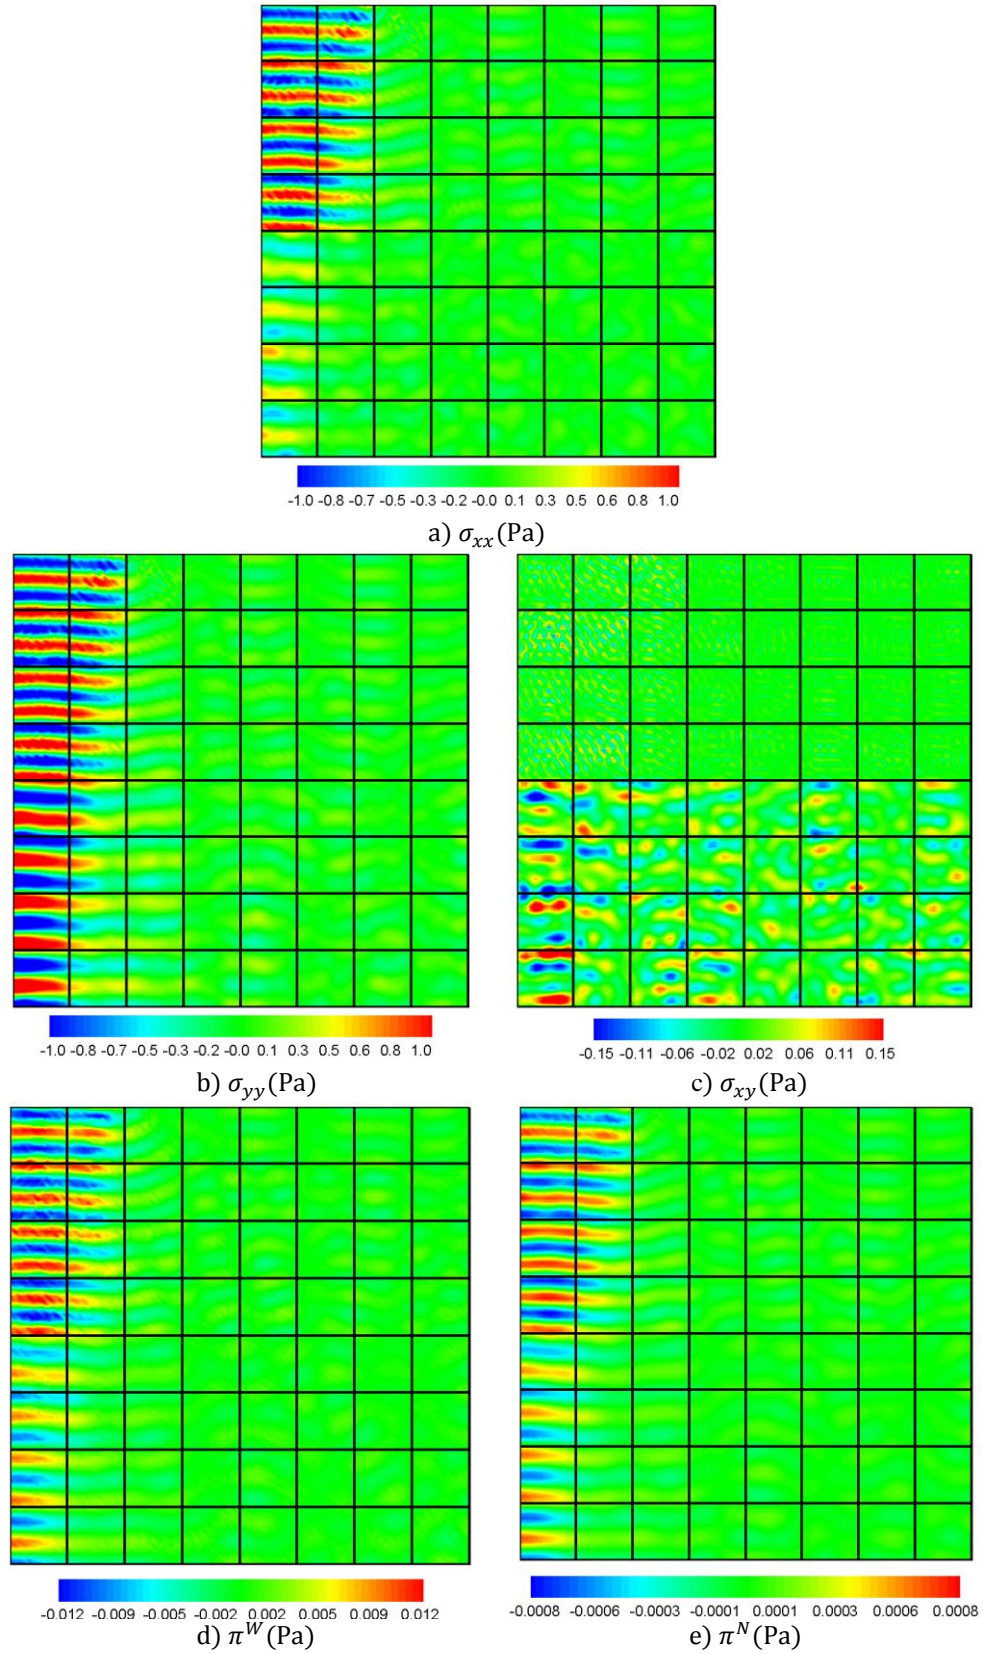 -1.0 -0.8 -0.7 -0.5 -0.3 -0.2 -0.0 0.1 0.3 0.5 0.6 0.8 1.0
a) σxx(Pa)
-1.0 -0.8 -0.7 -0.5 -0.3 -0.2 -0.0 0.1 0.3 0.5 0.6 0.8 1.0
-0.15 -0.11 -0.06 -0.02 0.02 0.06 0.11 0.15
b) σyy(Pa)
c) σxy(Pa)
-0.012 -0.009 -0.005 -0.002 0.002 0.005 0.009 0.012
-0.0008 -0.0006 -0.0003 -0.0001 0.0001 0.0003 0.0006 0.0008
d) π^W(Pa)
e) π^N(Pa)